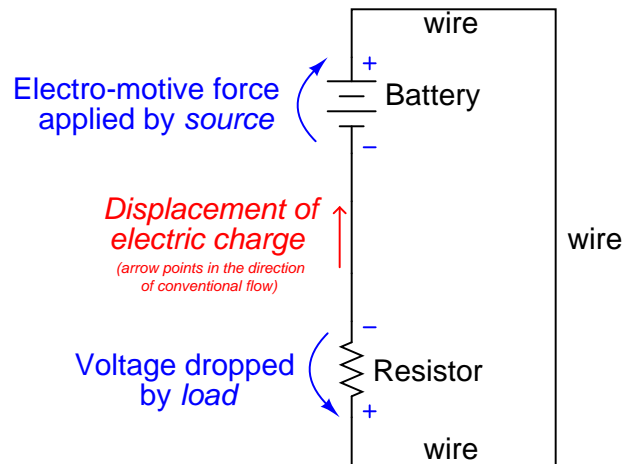 wire
+
Electro-motive force
applied by source
Battery
−
Displacement of
electric charge
(arrow points in the direction
of conventional flow)
wire
−
Voltage dropped
by load
Resistor
+
wire